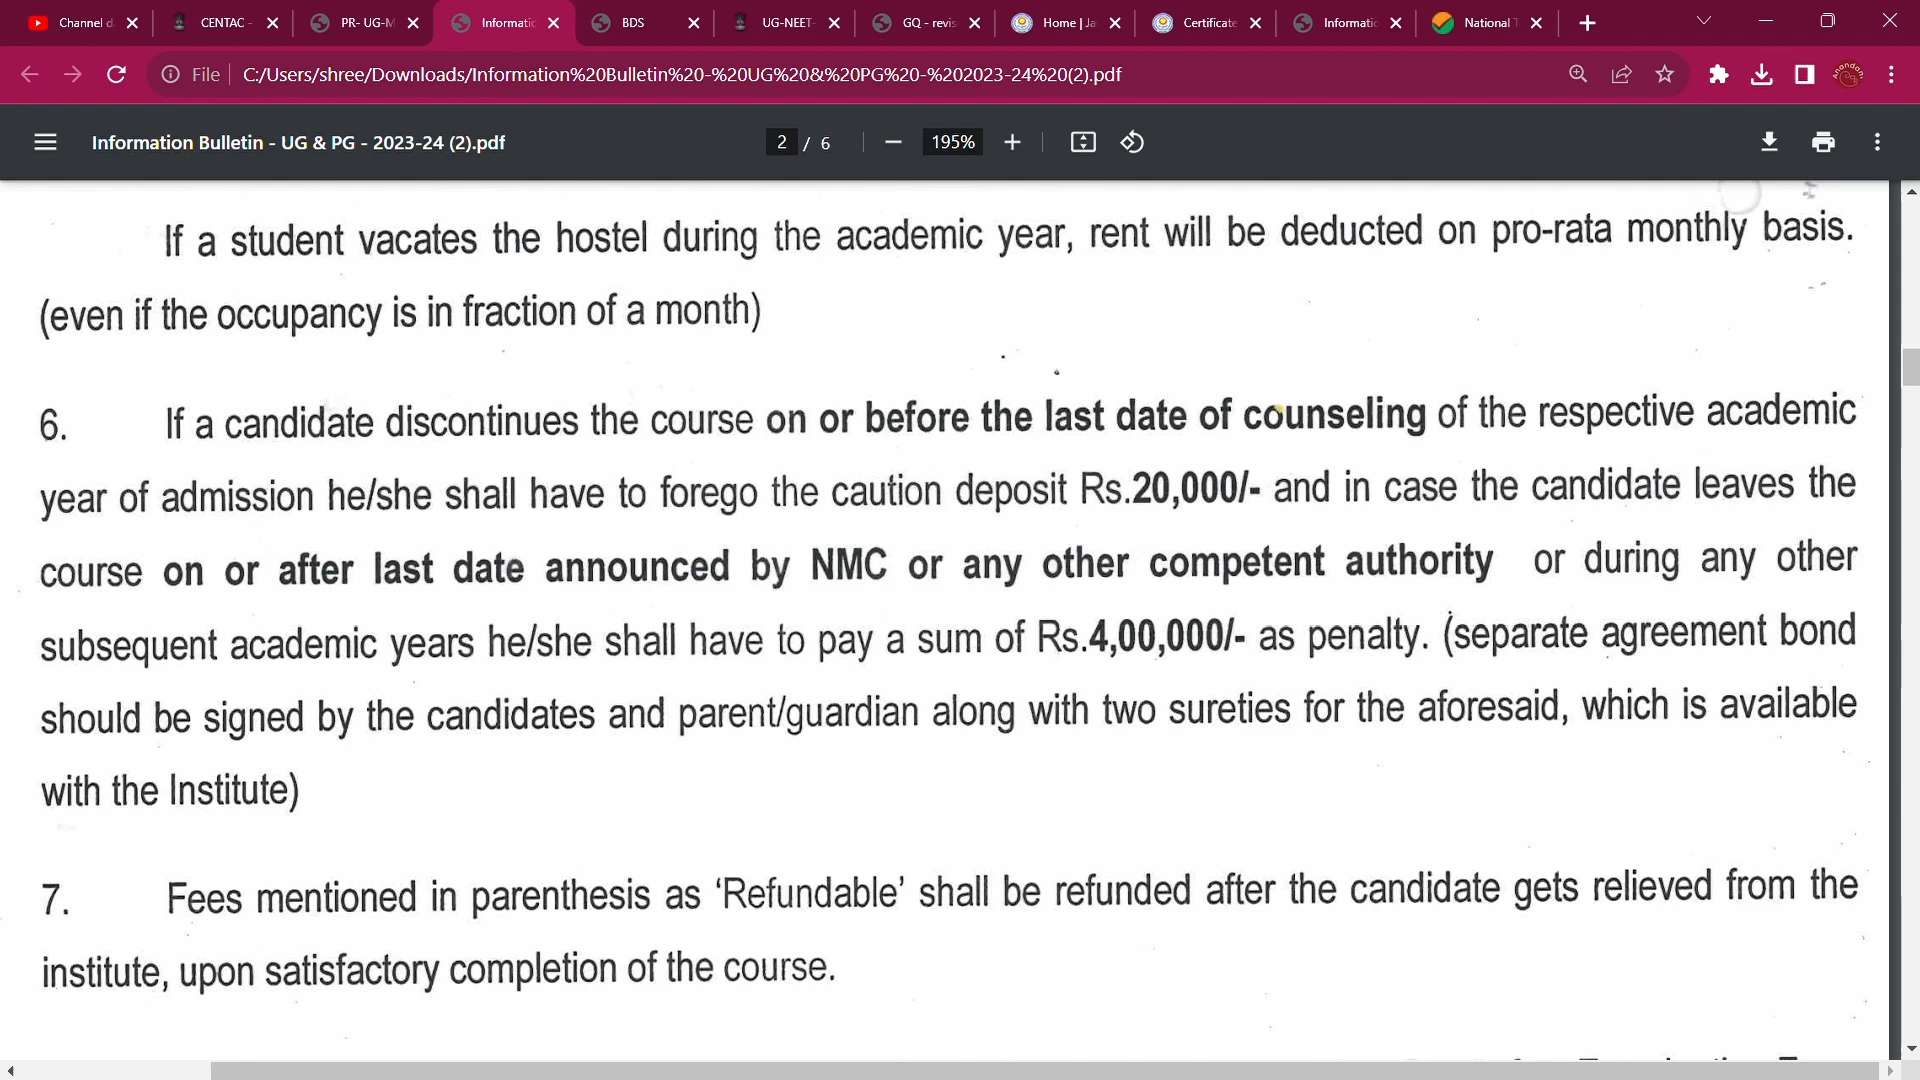 Channel d
CENTAC -
PR- UG-M
Informatic
BDS
UG-NEET-
GQ - revis
Home | Ja
Certificate
Informatic
National T
File
C:/Users/shree/Downloads/Information%20Bulletin%20-%20UG%20&%20PG%20-%202023-24%20(2).pdf
Information Bulletin - UG & PG - 2023-24 (2).pdf
2 / 6
195%
If a student vacates the hostel during the academic year, rent will be deducted on pro-rata monthly basis.
(even if the occupancy is in fraction of a month)
6. If a candidate discontinues the course on or before the last date of counseling of the respective academic
year of admission he/she shall have to forego the caution deposit Rs.20,000/- and in case the candidate leaves the
course on or after last date announced by NMC or any other competent authority or during any other
subsequent academic years he/she shall have to pay a sum of Rs.4,00,000/- as penalty. (separate agreement bond
should be signed by the candidates and parent/guardian along with two sureties for the aforesaid, which is available
with the Institute)
7. Fees mentioned in parenthesis as ‘Refundable’ shall be refunded after the candidate gets relieved from the
institute, upon satisfactory completion of the course.